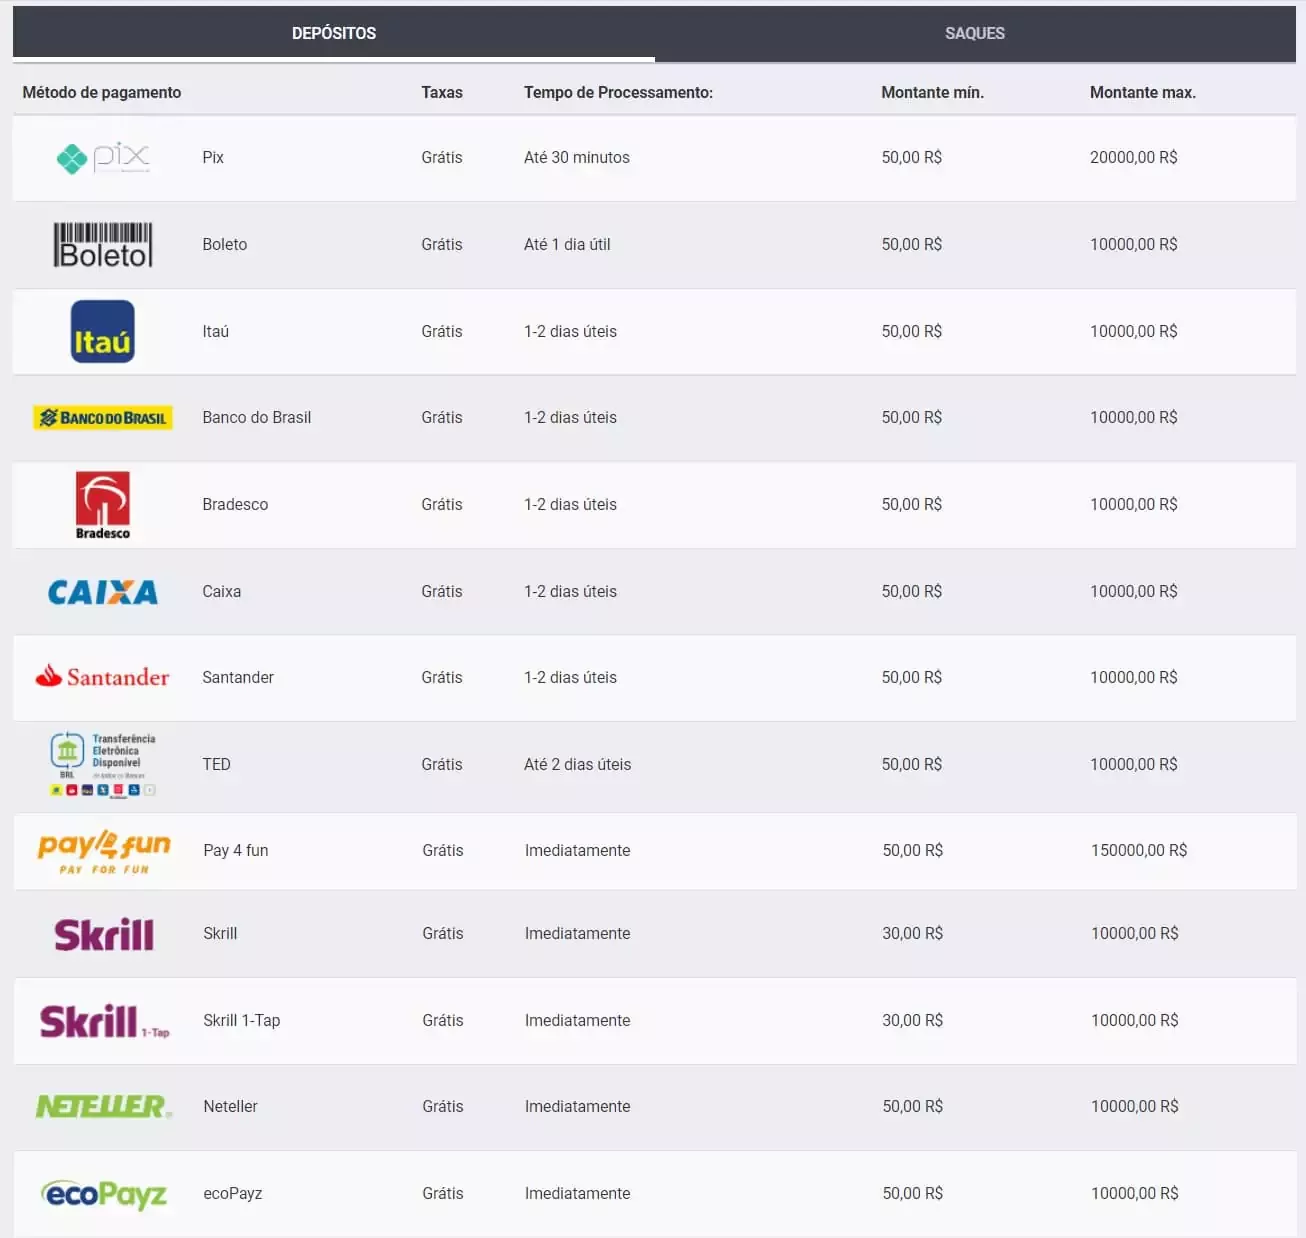 DEPÓSITOS SAQUES
Método de pagamento Taxas Tempo de Processamento: Montante mín. Montante max.
pix Pix Grátis Até 30 minutos 50,00 R$ 20000,00 R$
Boleto Boleto Grátis Até 1 dia útil 50,00 R$ 10000,00 R$
Itaú Itaú Grátis 1-2 dias úteis 50,00 R$ 10000,00 R$
BANCO DO BRASIL Banco do Brasil Grátis 1-2 dias úteis 50,00 R$ 10000,00 R$
Bradesco Bradesco Grátis 1-2 dias úteis 50,00 R$ 10000,00 R$
CAIXA Caixa Grátis 1-2 dias úteis 50,00 R$ 10000,00 R$
Santander Santander Grátis 1-2 dias úteis 50,00 R$ 10000,00 R$
Transferência
Eletrônica
Disponível
BRL
TED Grátis Até 2 dias úteis 50,00 R$ 10000,00 R$
pay4fun Pay 4 fun Grátis Imediatamente 50,00 R$ 150000,00 R$
PAY FOR FUN
Skrill Skrill Grátis Imediatamente 30,00 R$ 10000,00 R$
Skrill 1-Tap Skrill 1-Tap Grátis Imediatamente 30,00 R$ 10000,00 R$
NETELLER Neteller Grátis Imediatamente 50,00 R$ 10000,00 R$
ecoPayz ecoPayz Grátis Imediatamente 50,00 R$ 10000,00 R$